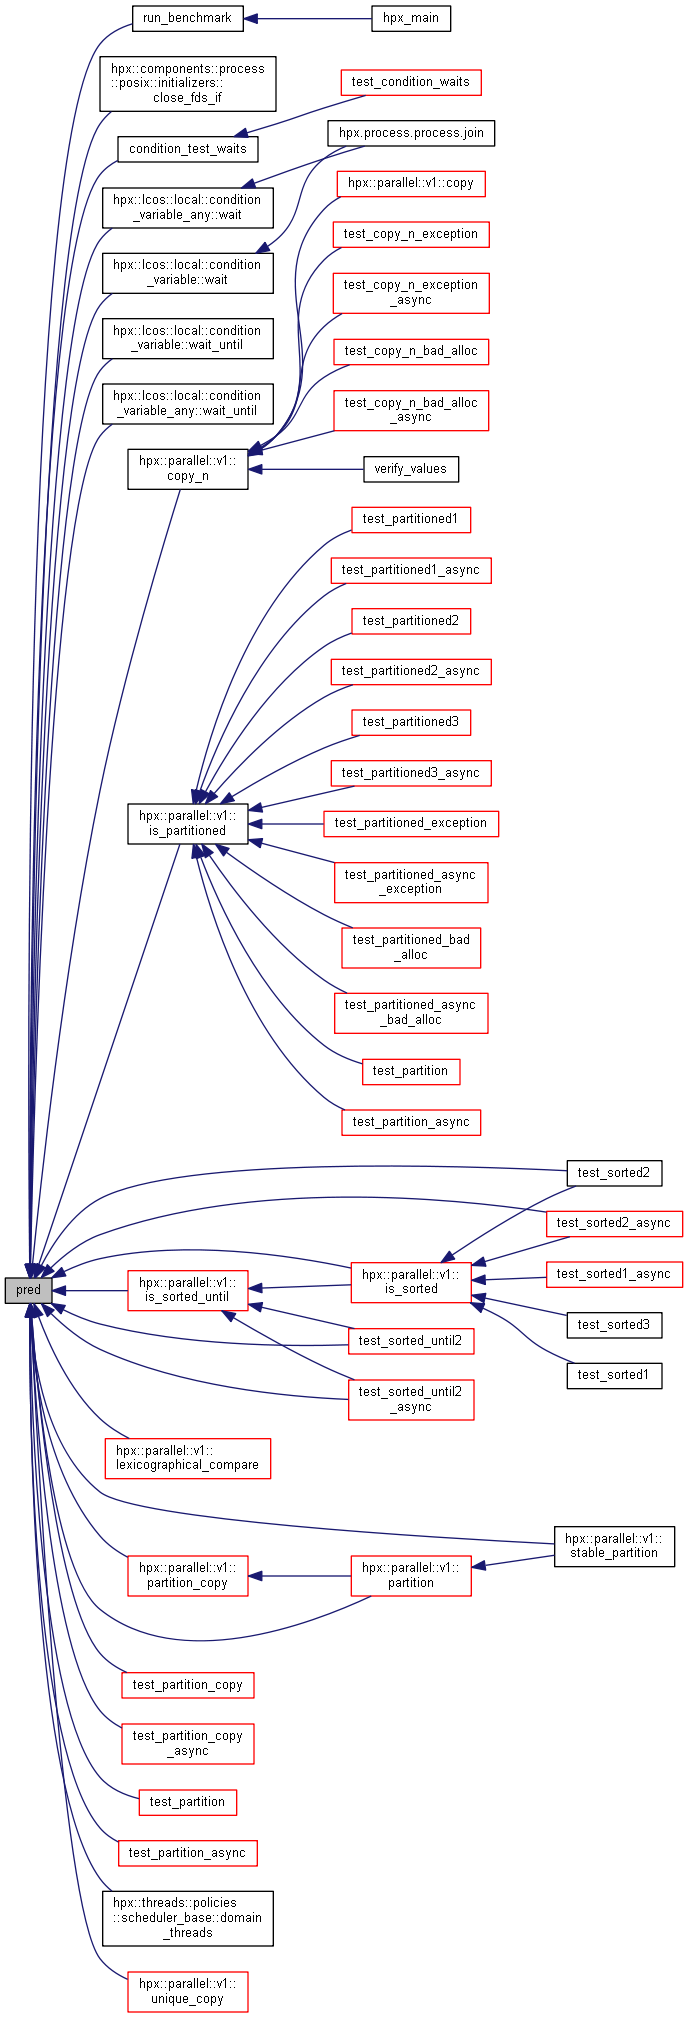 run_benchmark
hpx_main
hpx::components::process
::posix::initializers::
close_fds_if
test_condition_waits
condition_test_waits
hpx.process.process.join
hpx::lcos::local::condition
_variable_any::wait
hpx::parallel::v1::copy
test_copy_n_exception
hpx::lcos::local::condition
_variable::wait
test_copy_n_exception
_async
hpx::lcos::local::condition
_variable::wait_until
test_copy_n_bad_alloc
hpx::lcos::local::condition
_variable_any::wait_until
test_copy_n_bad_alloc
_async
hpx::parallel::v1::
copy_n
verify_values
test_partitioned1
test_partitioned1_async
test_partitioned2
test_partitioned2_async
test_partitioned3
test_partitioned3_async
hpx::parallel::v1::
is_partitioned
test_partitioned_exception
test_partitioned_async
_exception
test_partitioned_bad
_alloc
test_partitioned_async
_bad_alloc
test_partition
test_partition_async
test_sorted2
test_sorted2_async
pred
hpx::parallel::v1::
is_sorted_until
hpx::parallel::v1::
is_sorted
test_sorted1_async
test_sorted3
test_sorted_until2
test_sorted1
test_sorted_until2
_async
hpx::parallel::v1::
lexicographical_compare
hpx::parallel::v1::
stable_partition
hpx::parallel::v1::
partition_copy
hpx::parallel::v1::
partition
test_partition_copy
test_partition_copy
_async
test_partition
test_partition_async
hpx::threads::policies
::scheduler_base::domain
_threads
hpx::parallel::v1::
unique_copy